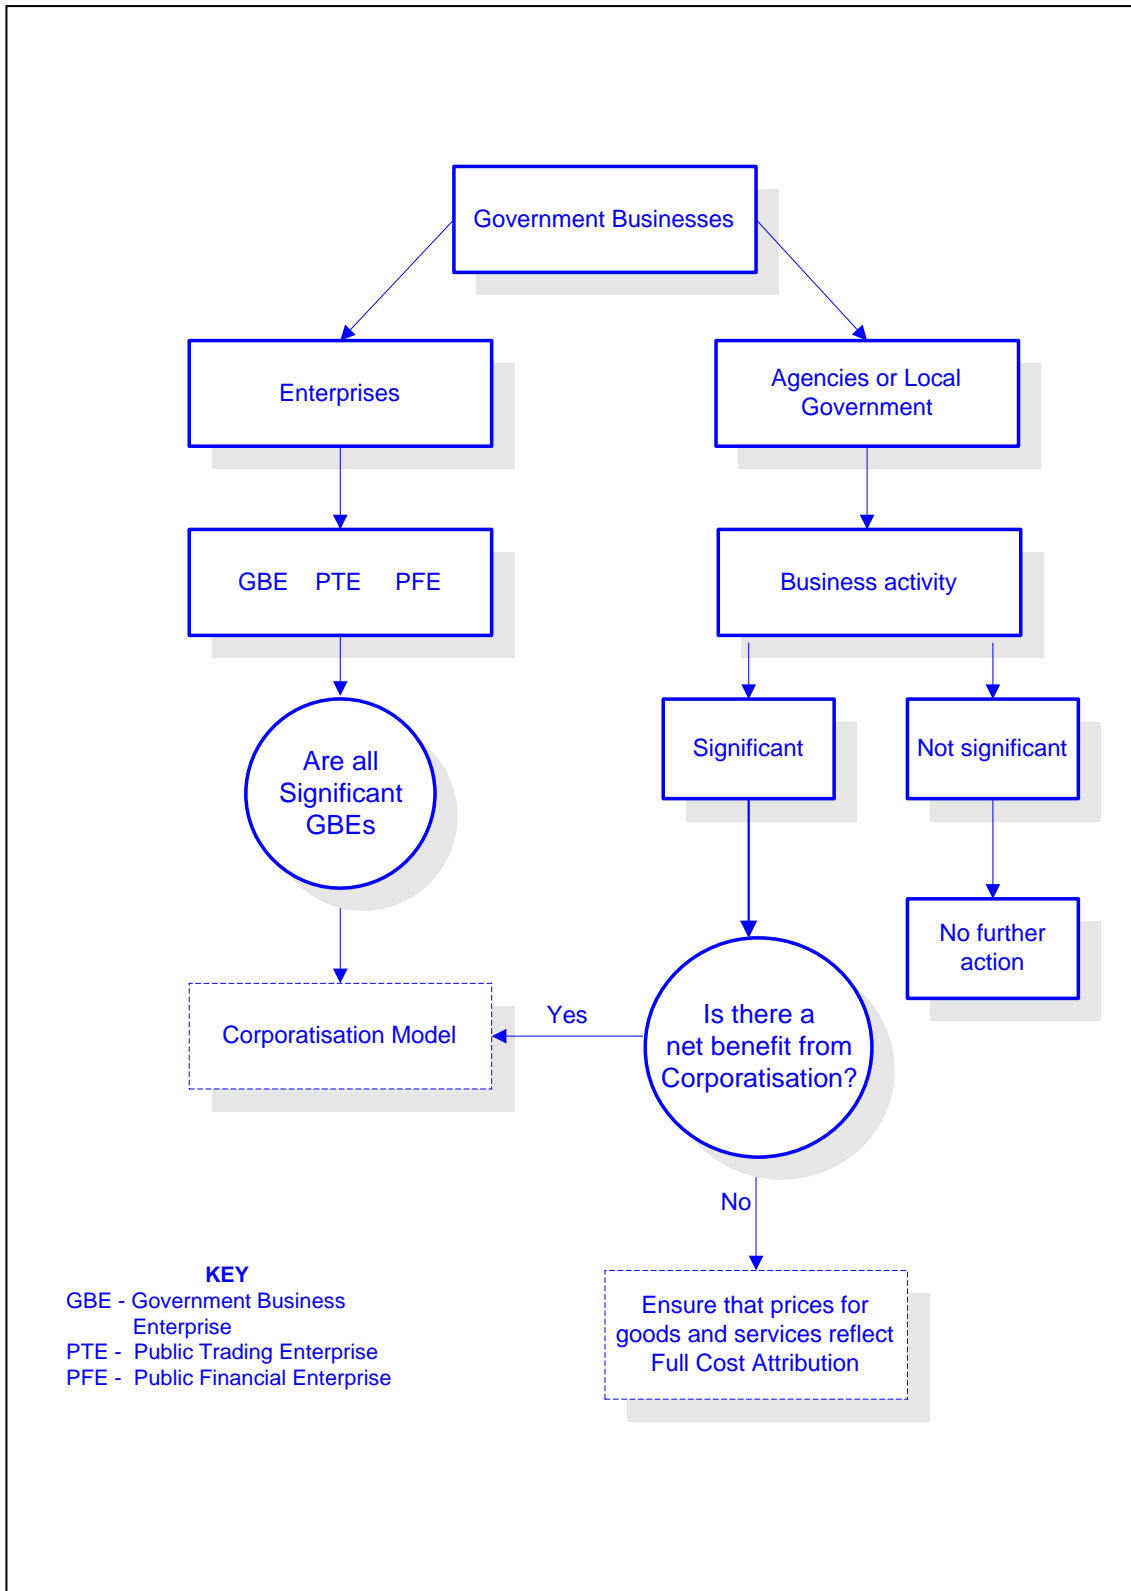 Government Businesses
Enterprises
Agencies or Local
Government
GBE PTE PFE
Business activity
Are all
Significant
GBEs
Significant
Not significant
No further
action
Corporatisation Model
Yes
Is there a
net benefit from
Corporatisation?
No
KEY
GBE - Government Business
Enterprise
PTE - Public Trading Enterprise
PFE - Public Financial Enterprise
Ensure that prices for
goods and services reflect
Full Cost Attribution